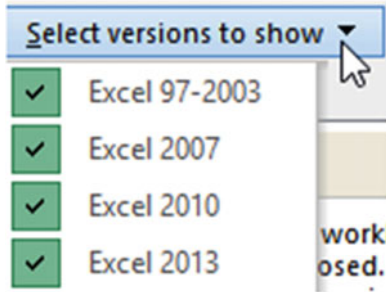 Select versions to show
Excel 97-2003
Excel 2007
Excel 2010
work
Excel 2013
osed.